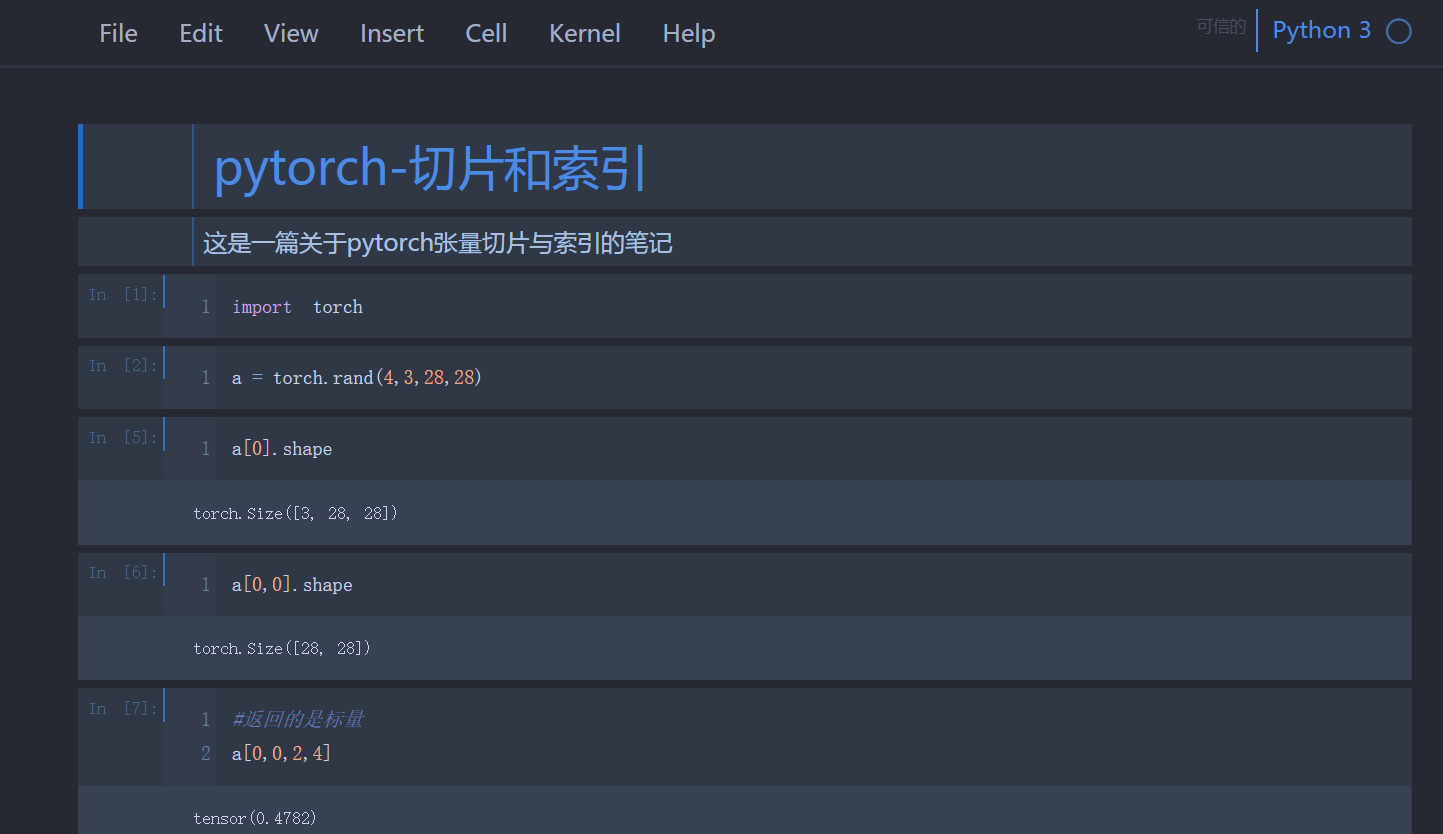 File Edit View Insert Cell Kernel Help 可信的 Python 3
pytorch-切片和索引
这是一篇关于pytorch张量切片与索引的笔记
In [1]: 1 import torch
In [2]: 1 a = torch.rand(4,3,28,28)
In [5]: 1 a[0].shape
torch.Size([3, 28, 28])
In [6]: 1 a[0,0].shape
torch.Size([28, 28])
In [7]: 1 #返回的是标量
2 a[0,0,2,4]
tensor(0.4782)